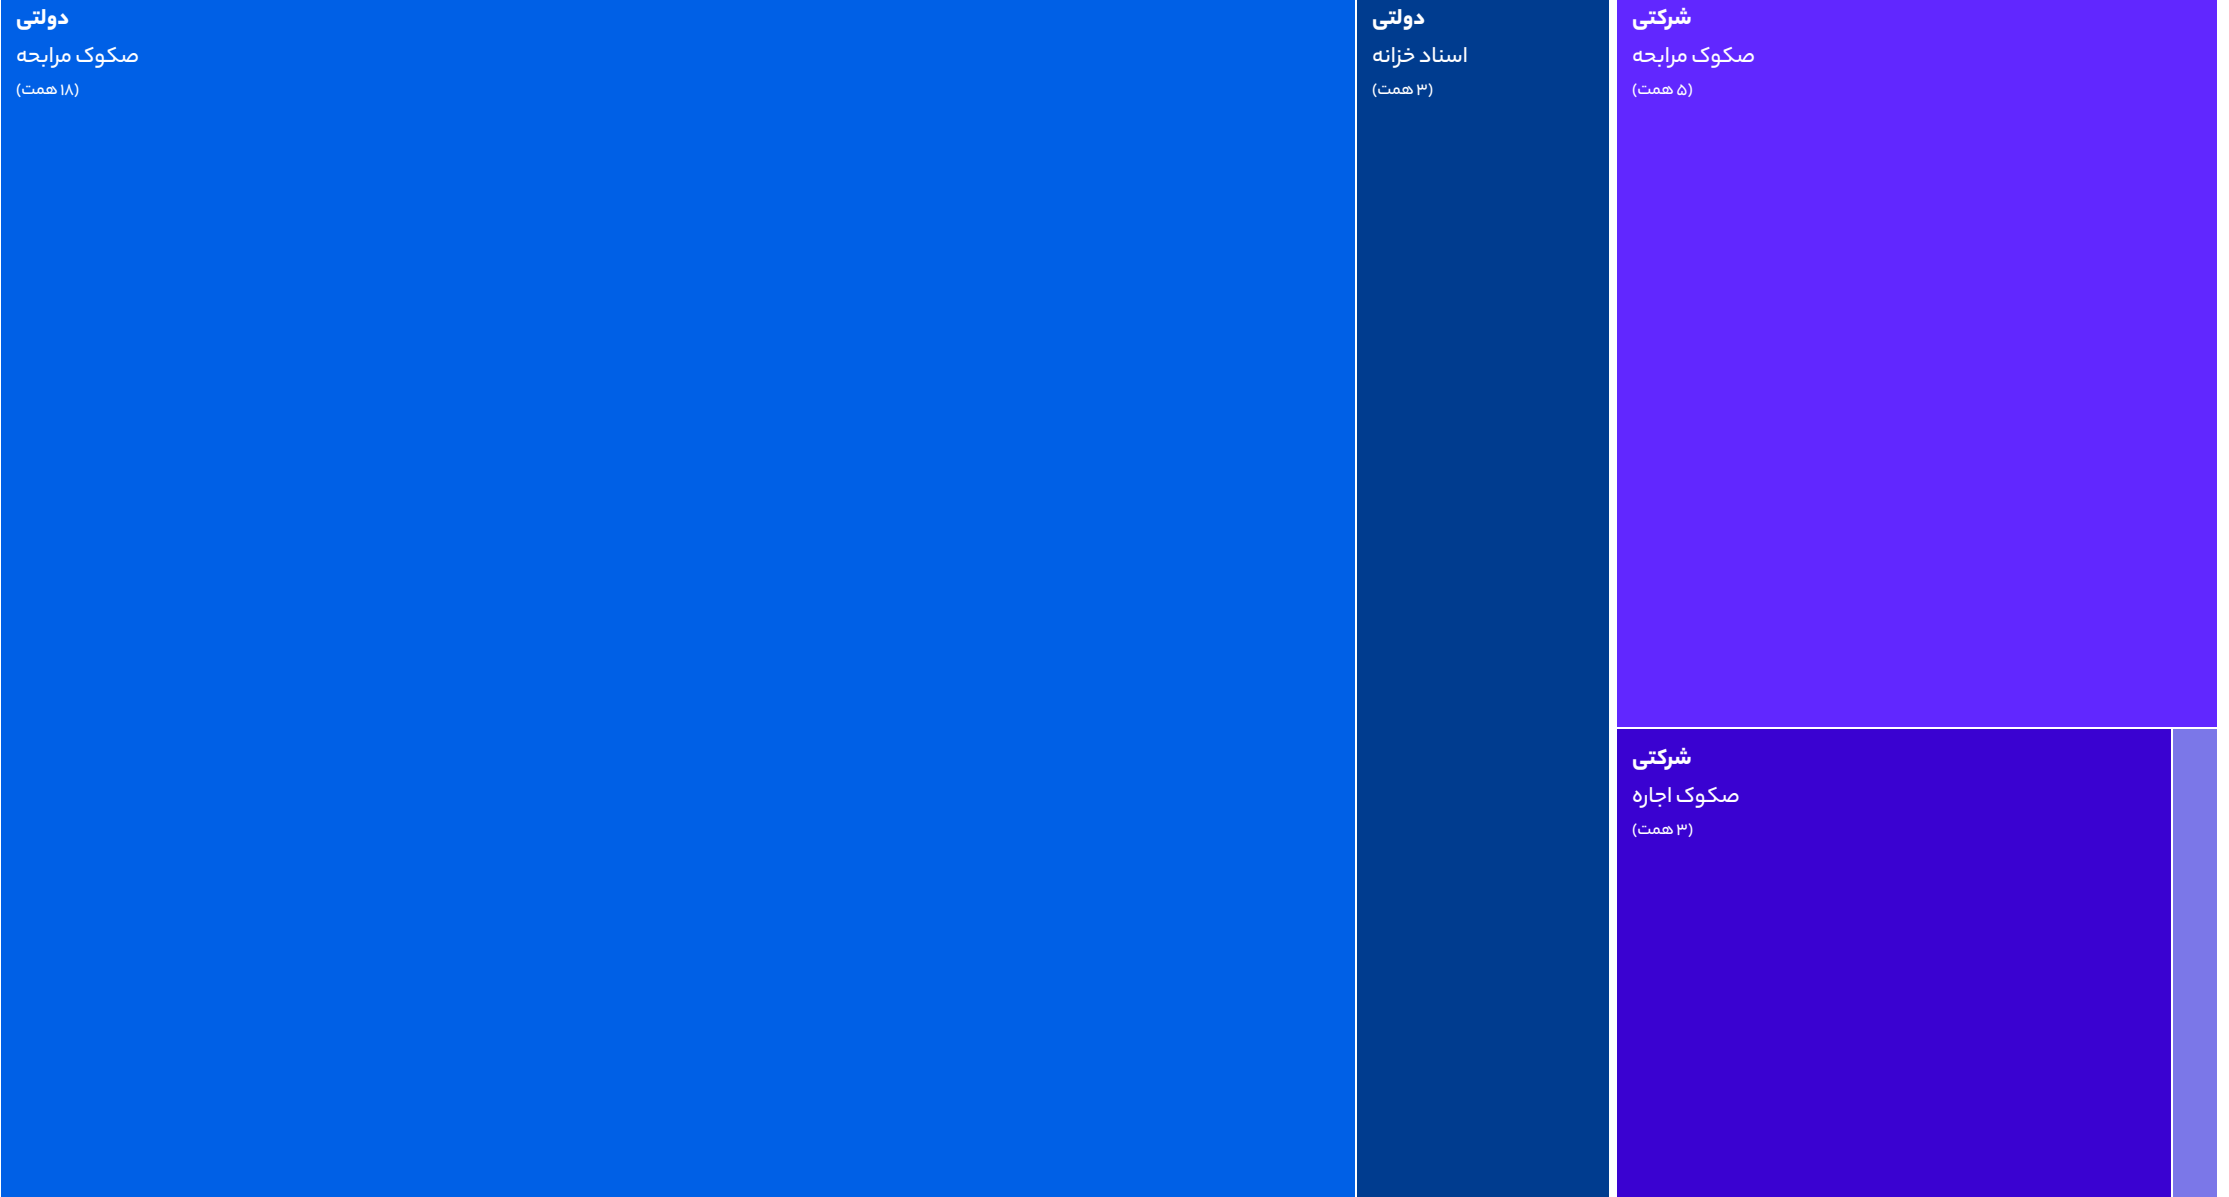 دولتی
صکوک مرابحه
(۱۸ همت)
دولتی
اسناد خزانه
(۳ همت)
شرکتی
صکوک مرابحه
(۵ همت)
شرکتی
صکوک اجاره
(۳ همت)